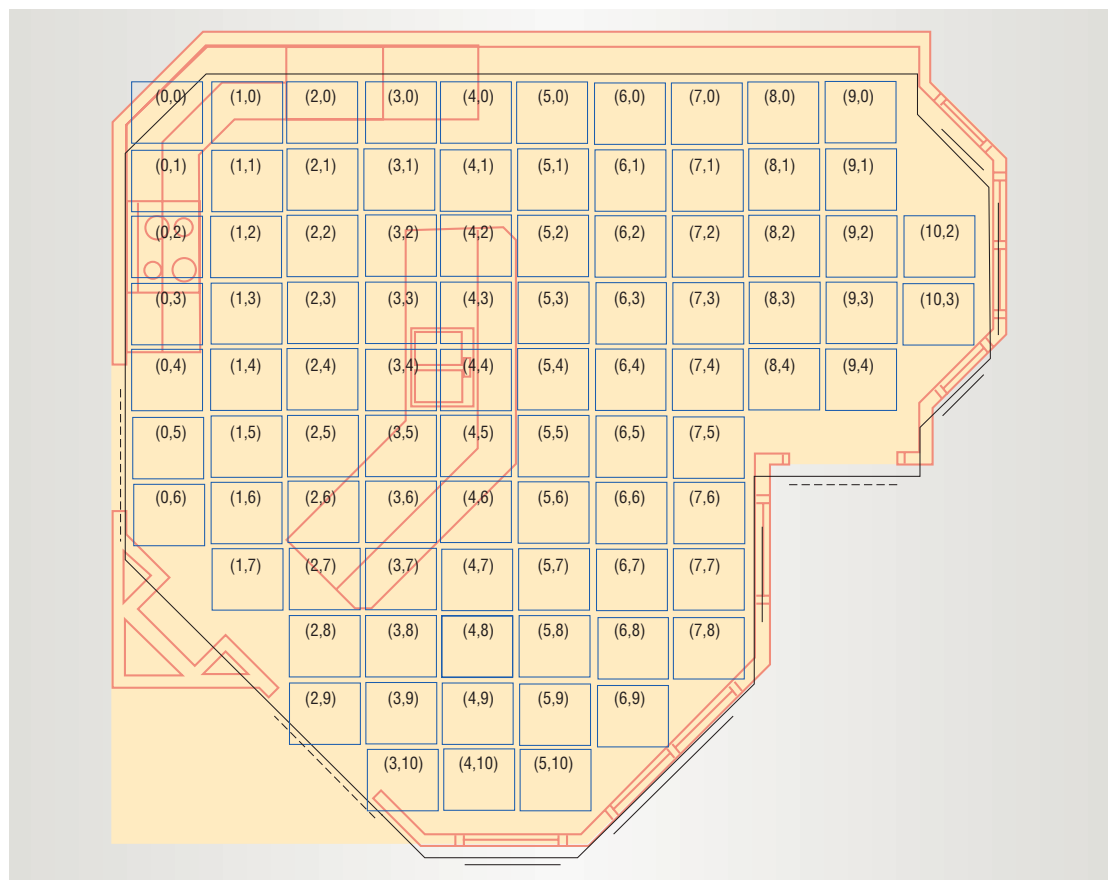 (0,0) (1,0) (2,0) (3,0) (4,0) (5,0) (6,0) (7,0) (8,0) (9,0)
(0,1) (1,1) (2,1) (3,1) (4,1) (5,1) (6,1) (7,1) (8,1) (9,1)
(0,2) (1,2) (2,2) (3,2) (4,2) (5,2) (6,2) (7,2) (8,2) (9,2) (10,2)
(0,3) (1,3) (2,3) (3,3) (4,3) (5,3) (6,3) (7,3) (8,3) (9,3) (10,3)
(0,4) (1,4) (2,4) (3,4) (4,4) (5,4) (6,4) (7,4) (8,4) (9,4)
(0,5) (1,5) (2,5) (3,5) (4,5) (5,5) (6,5) (7,5)
(0,6) (1,6) (2,6) (3,6) (4,6) (5,6) (6,6) (7,6)
(1,7) (2,7) (3,7) (4,7) (5,7) (6,7) (7,7)
(2,8) (3,8) (4,8) (5,8) (6,8) (7,8)
(2,9) (3,9) (4,9) (5,9) (6,9)
(3,10) (4,10) (5,10)